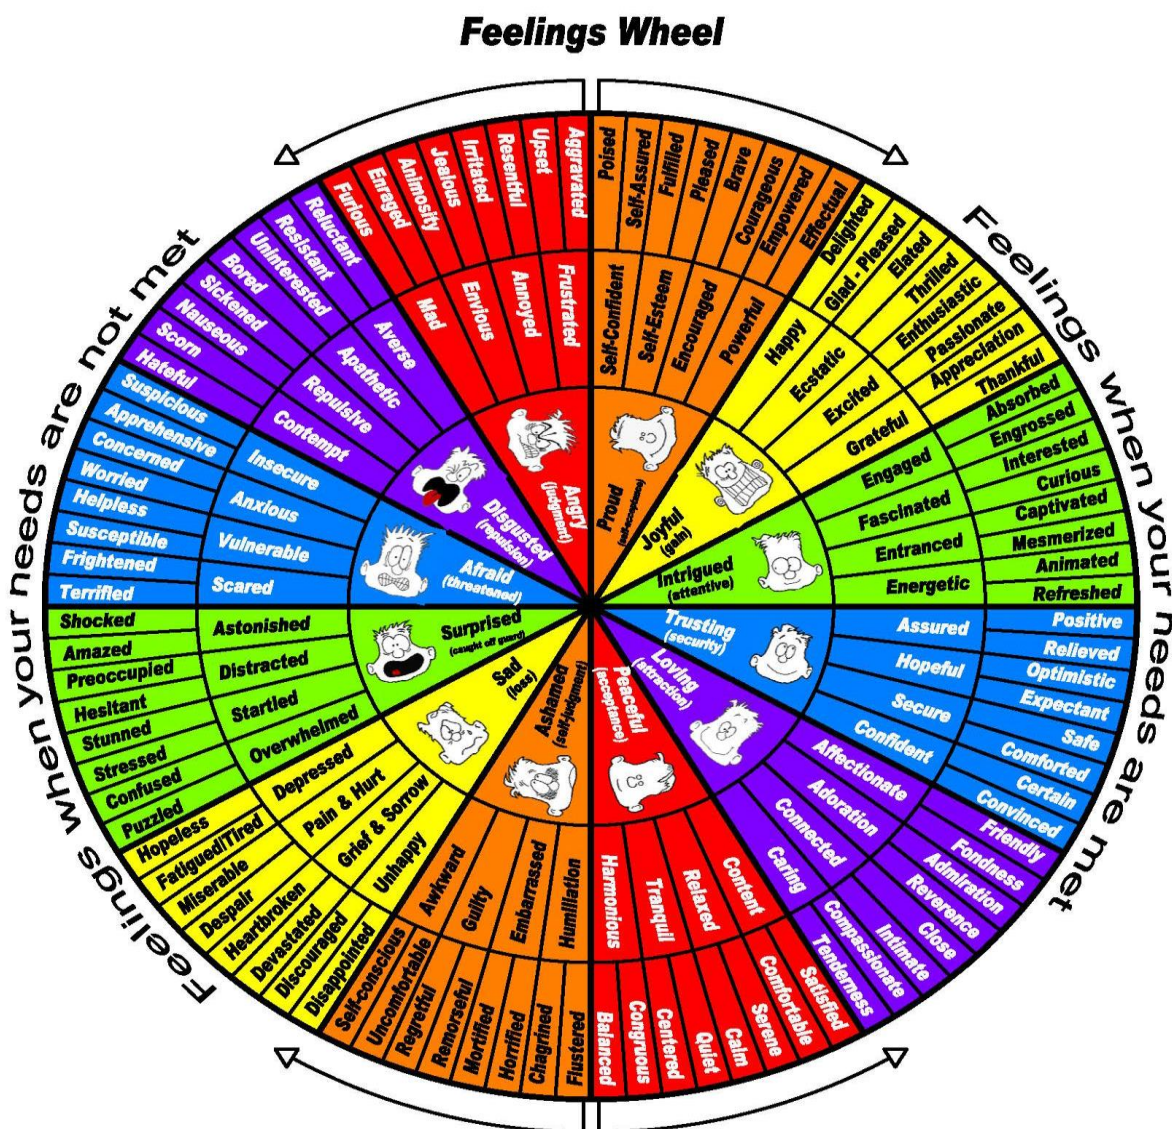 Feelings Wheel
Feelings when your needs are met
Feelings when your needs are not met
Proud
(self-acceptance)
Self-Confident
Self-Esteem
Encouraged
Powerful
Poised
Self-Assured
Fulfilled
Pleased
Brave
Courageous
Empowered
Effectual
Joyful
(gain)
Happy
Ecstatic
Excited
Grateful
Delighted
Glad - Pleased
Elated
Thrilled
Enthusiastic
Passionate
Appreciation
Thankful
Intrigued
(attentive)
Engaged
Fascinated
Entranced
Energetic
Absorbed
Engrossed
Interested
Curious
Captivated
Mesmerized
Animated
Refreshed
Trusting
(security)
Assured
Hopeful
Secure
Confident
Positive
Relieved
Optimistic
Expectant
Safe
Comforted
Certain
Convinced
Loving
(attraction)
Affectionate
Adoration
Connected
Caring
Friendly
Fondness
Admiration
Reverence
Close
Intimate
Compassionate
Tenderness
Peaceful
(acceptance)
Content
Relaxed
Tranquil
Harmonious
Satisfied
Comfortable
Serene
Calm
Quiet
Centered
Congruous
Balanced
Ashamed
(self-judgment)
Humiliation
Embarrassed
Guilty
Awkward
Flustered
Chagrined
Horrified
Mortified
Remorseful
Regretful
Uncomfortable
Self-conscious
Sad
(loss)
Unhappy
Grief & Sorrow
Pain & Hurt
Depressed
Disappointed
Discouraged
Devastated
Heartbroken
Despair
Miserable
Fatigued/Tired
Hopeless
Surprised
(caught off guard)
Overwhelmed
Startled
Distracted
Astonished
Puzzled
Confused
Stressed
Stunned
Hesitant
Preoccupied
Amazed
Shocked
Afraid
(threatened)
Scared
Vulnerable
Anxious
Insecure
Terrified
Frightened
Susceptible
Helpless
Worried
Concerned
Apprehensive
Suspicious
Disgusted
(repulsion)
Contempt
Repulsive
Apathetic
Averse
Hateful
Scorn
Nauseous
Sickened
Bored
Uninterested
Resistant
Reluctant
Angry
(judgment)
Mad
Envious
Annoyed
Frustrated
Furious
Enraged
Animosity
Jealous
Irritated
Resentful
Upset
Aggravated